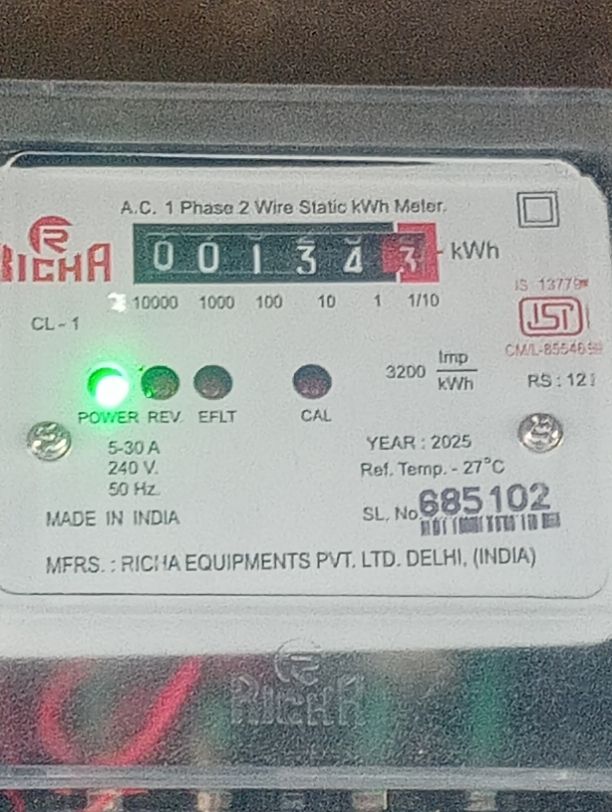 A.C. 1 Phase 2 Wire Static kWh Meter.
RICHA
0 0 1 3 4 3 kWh
10000 1000 100 10 1 1/10
IS 13779
ISI
CM/L-85546
CL - 1
3200 Imp/kWh
RS : 12
POWER REV. EFLT CAL
5-30 A
240 V.
50 Hz.
YEAR : 2025
Ref. Temp. - 27°C
MADE IN INDIA
SL. No. 685102
MFRS. : RICHA EQUIPMENTS PVT. LTD. DELHI, (INDIA)
RICHA